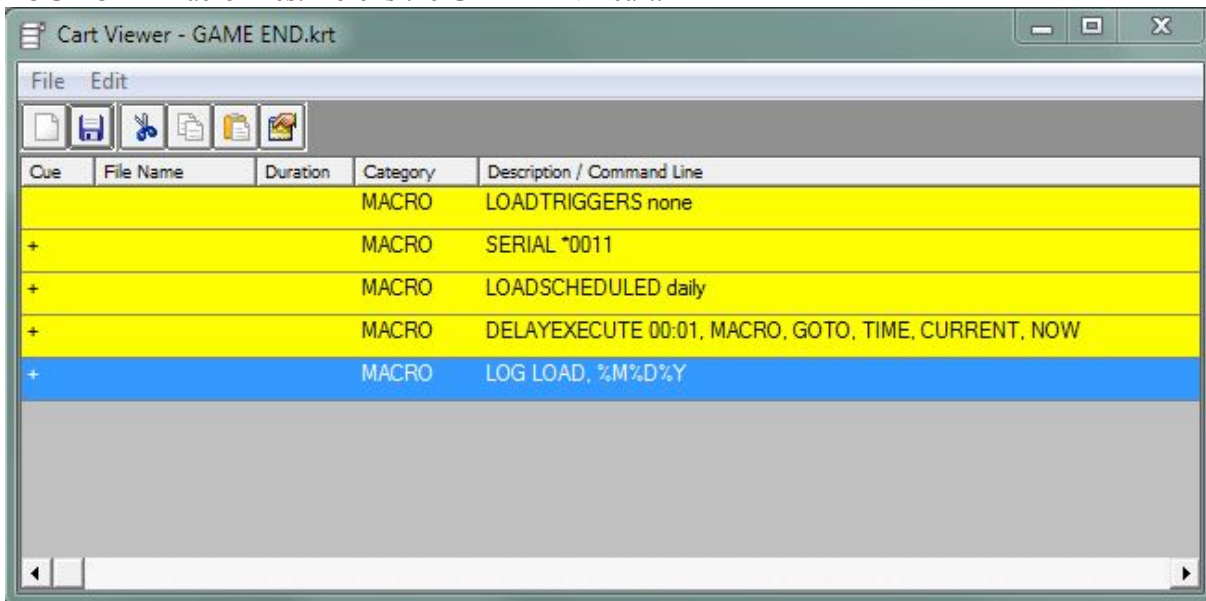 Cart Viewer - GAME END.krt
File Edit
Cue File Name Duration Category Description / Command Line
MACRO LOADTRIGGERS none
+ MACRO SERIAL *0011
+ MACRO LOADSCHEDULED daily
+ MACRO DELAYEXECUTE 00:01, MACRO, GOTO, TIME, CURRENT, NOW
+ MACRO LOG LOAD, %M%D%Y